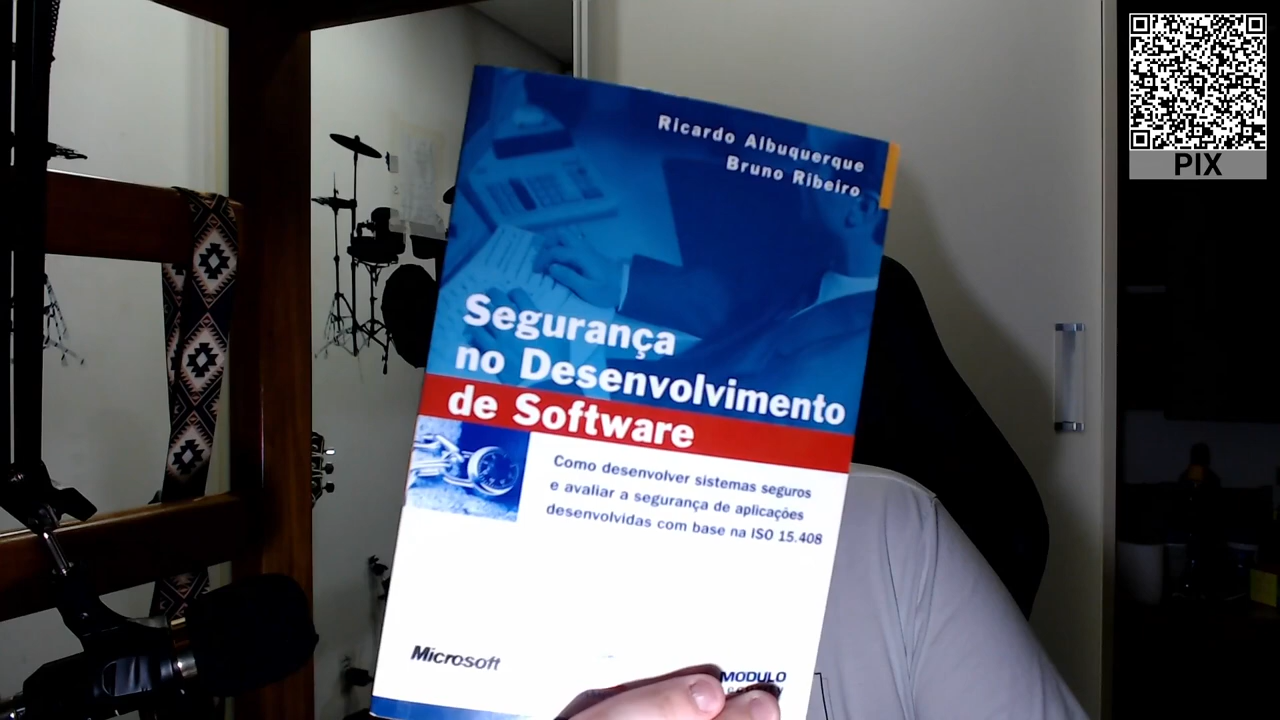 Ricardo Albuquerque
Bruno Ribeiro
Segurança
no Desenvolvimento
de Software
Como desenvolver sistemas seguros
e avaliar a segurança de aplicações
desenvolvidas com base na ISO 15.408
Microsoft
MODULO
PIX